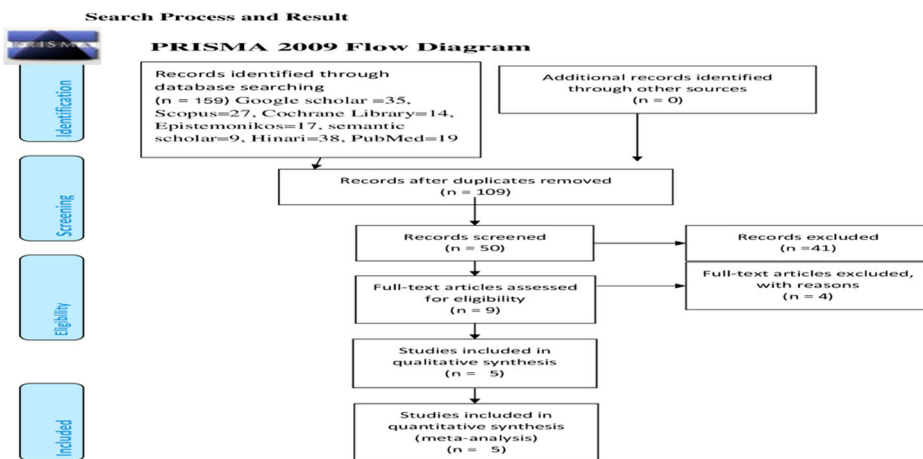 Search Process and Result
PRISMA
PRISMA 2009 Flow Diagram
Identification
Records identified through
database searching
(n = 159) Google scholar =35,
Scopus=27, Cochrane Library=14,
Epistemonikos=17, semantic
scholar=9, Hinari=38, PubMed=19
Additional records identified
through other sources
(n = 0)
Records after duplicates removed
(n = 109)
Screening
Records screened
(n = 50)
Records excluded
(n =41)
Eligibility
Full-text articles assessed
for eligibility
(n = 9)
Full-text articles excluded,
with reasons
(n = 4)
Studies included in
qualitative synthesis
(n = 5)
Included
Studies included in
quantitative synthesis
(meta-analysis)
(n = 5)